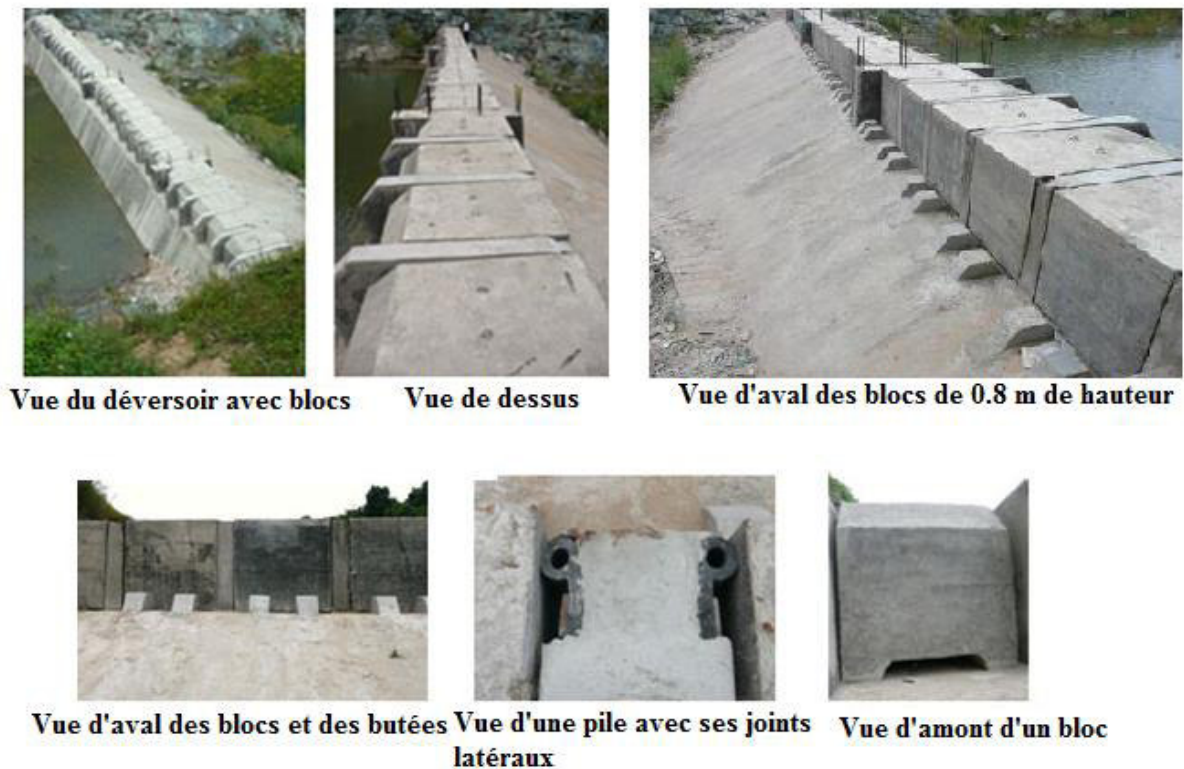 Vue du déversoir avec blocs
Vue de dessus
Vue d'aval des blocs de 0.8 m de hauteur
Vue d'aval des blocs et des butées
Vue d'une pile avec ses joints
latéraux
Vue d'amont d'un bloc